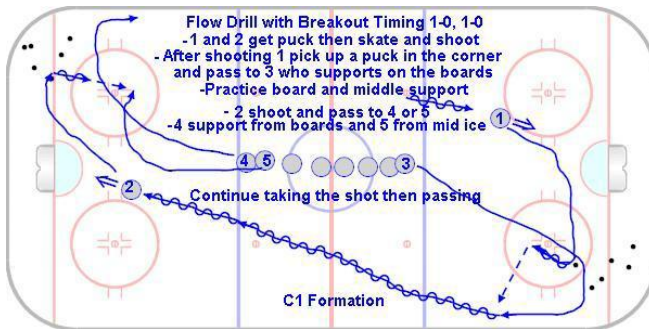 Flow Drill with Breakout Timing 1-0, 1-0
-1 and 2 get puck then skate and shoot
- After shooting 1 pick up a puck in the corner
and pass to 3 who supports on the boards
-Practice board and middle support
1
- 2 shoot and pass to 4 or 5
-4 support from boards and 5 from mid ice
4 5 3
2
Continue taking the shot then passing
C1 Formation